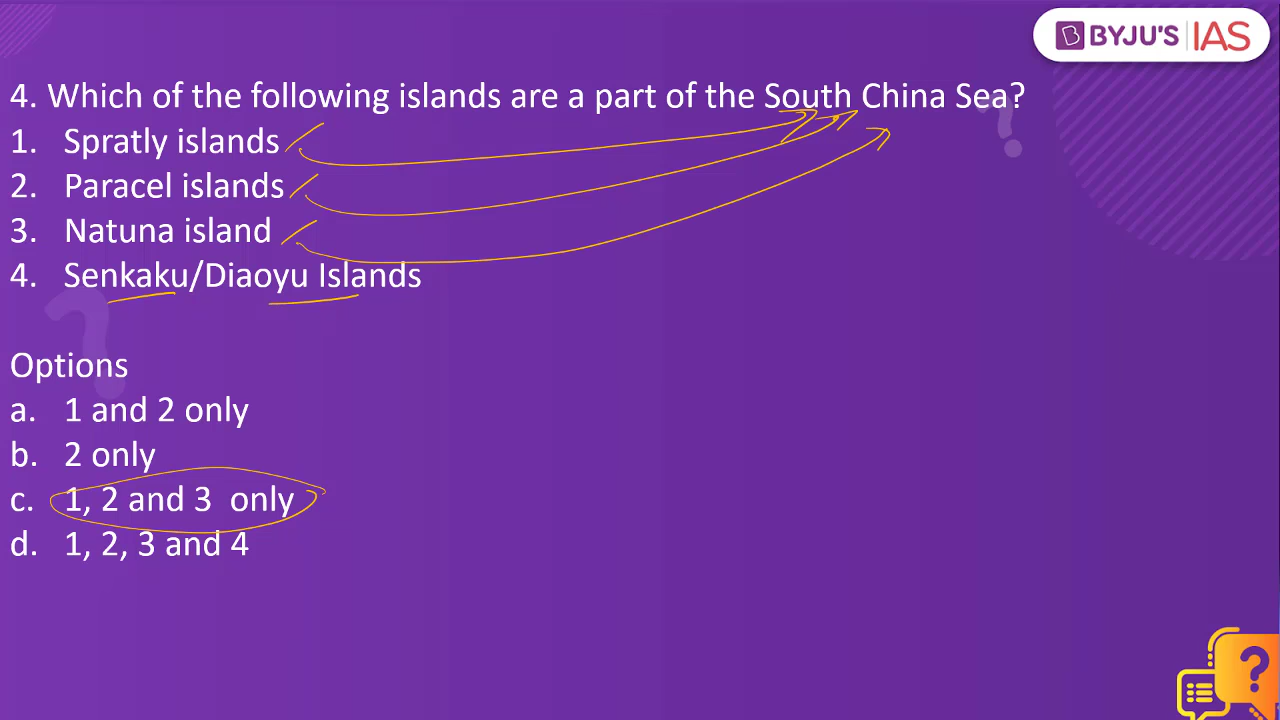 BYJU'S IAS
4. Which of the following islands are a part of the South China Sea?
1. Spratly islands
2. Paracel islands
3. Natuna island
4. Senkaku/Diaoyu Islands
Options
a. 1 and 2 only
b. 2 only
c. 1, 2 and 3 only
d. 1, 2, 3 and 4